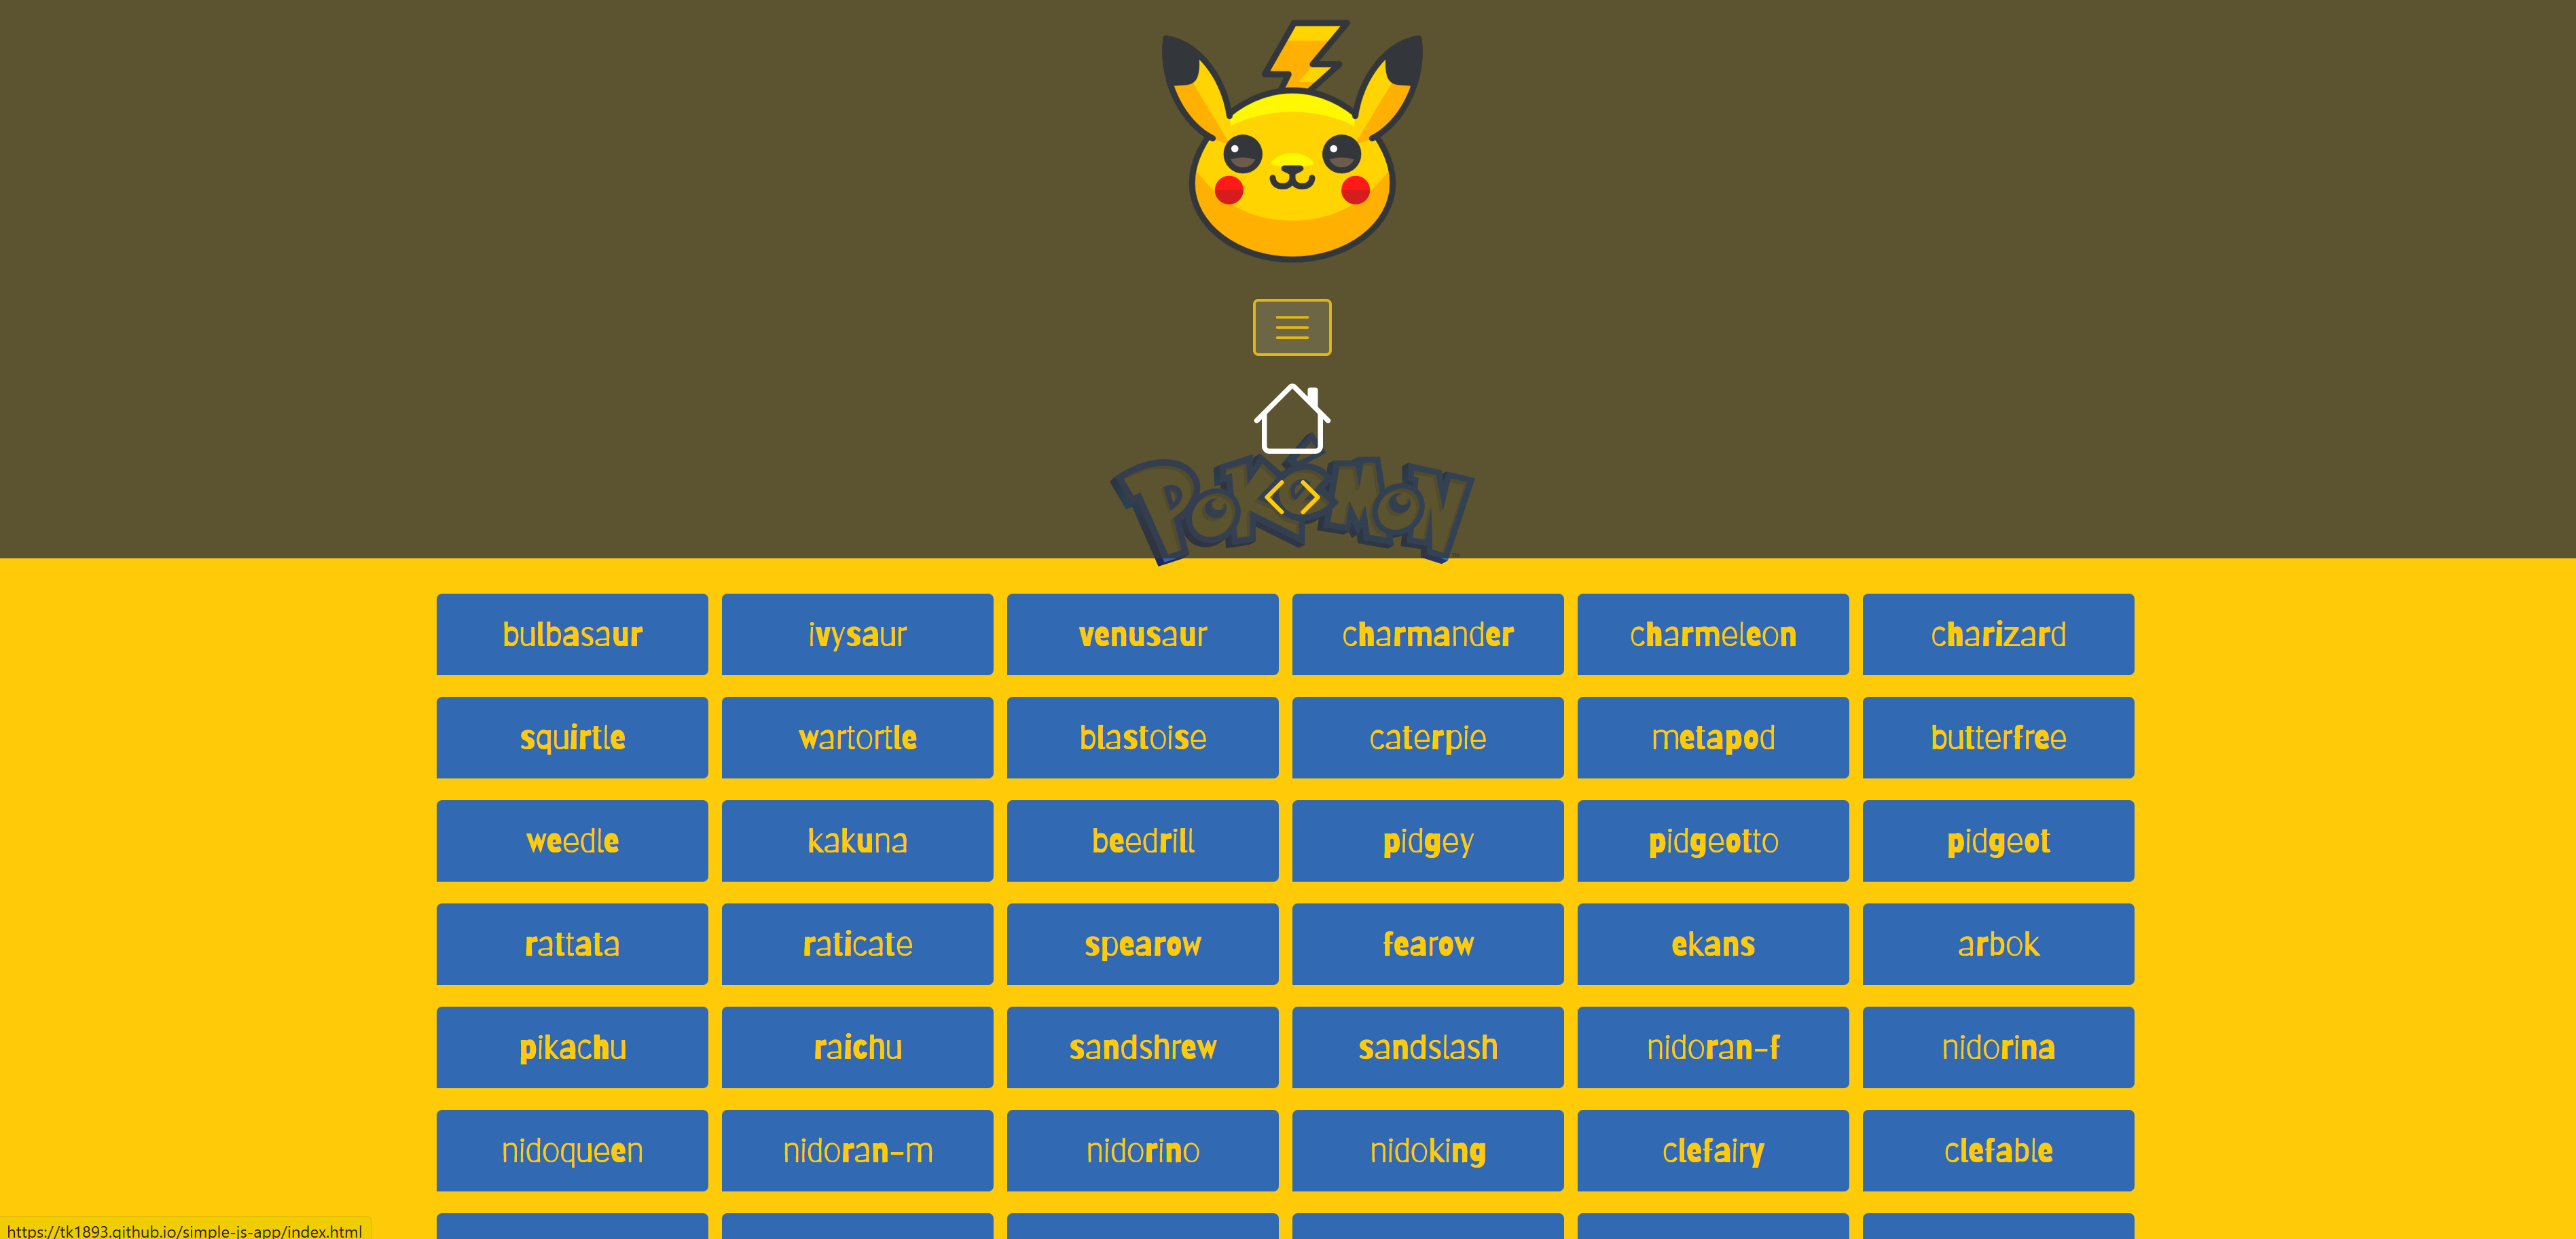 POKéMON
TM
bulbasaur ivysaur venusaur charmander charmeleon charizard
squirtle wartortle blastoise caterpie metapod butterfree
weedle kakuna beedrill pidgey pidgeotto pidgeot
rattata raticate spearow fearow ekans arbok
pikachu raichu sandshrew sandslash nidoran-f nidorina
nidoqueen nidoran-m nidorino nidoking clefairy clefable
https://tk1893.github.io/simple-js-app/index.html